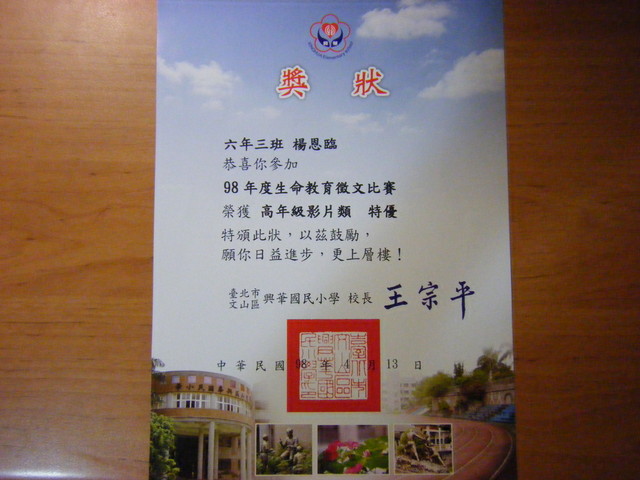 獎狀
六年三班 楊恩臨
恭喜你參加
98 年度生命教育徵文比賽
榮獲 高年級影片類 特優
特頒此狀,以茲鼓勵,
願你日益進步,更上層樓!
臺北市文山區興華國民小學 校長 王宗平
中華民國98年4月13日